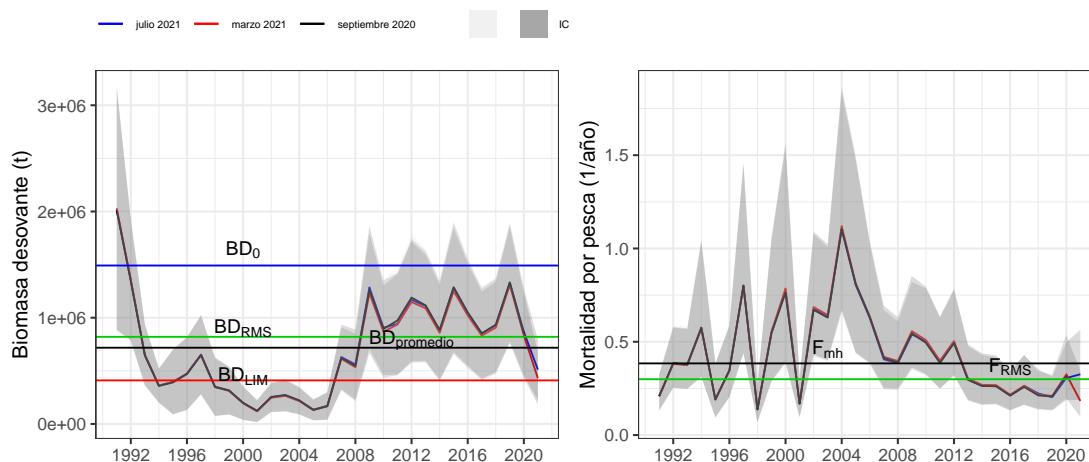 julio 2021 marzo 2021 septiembre 2020 IC
Biomasa desovante (t)
3e+06
2e+06
1e+06
0e+00
BD0
BDRMS
BDpromedio
BDLIM
1992 1996 2000 2004 2008 2012 2016 2020
Mortalidad por pesca (1/año)
1.5
1.0
0.5
0.0
Fmh
FRMS
1992 1996 2000 2004 2008 2012 2016 2020